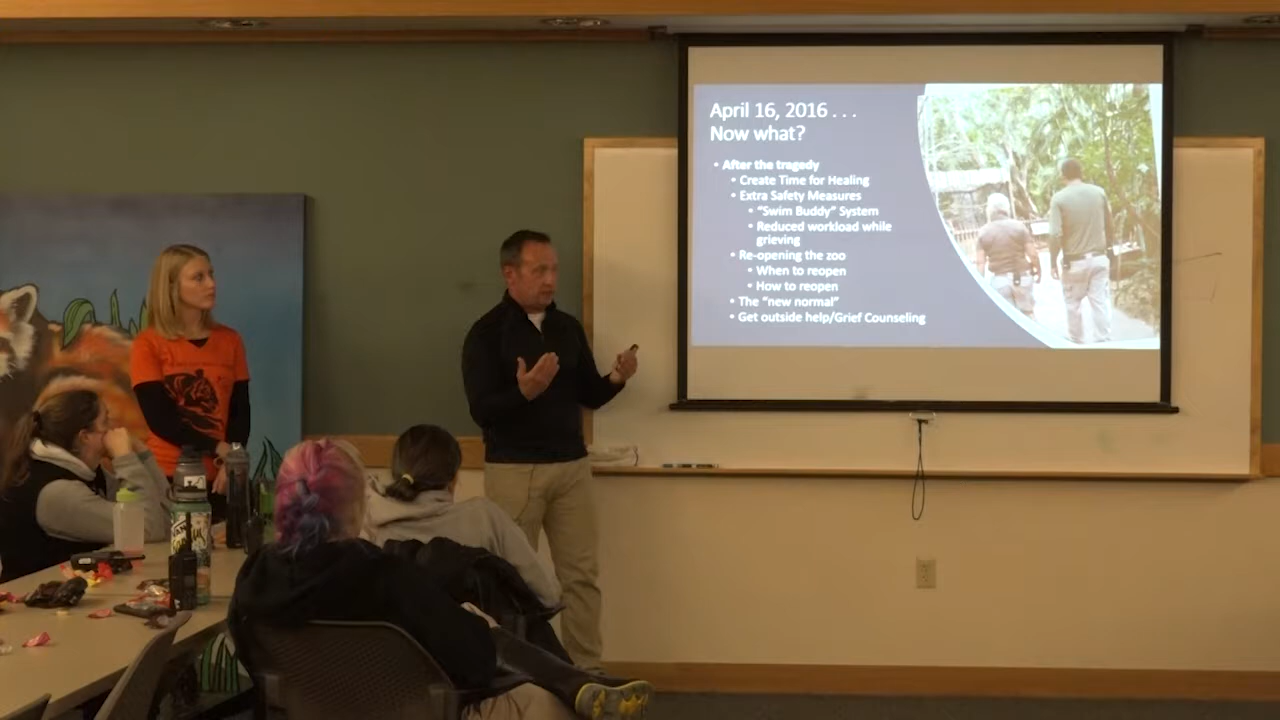 April 16, 2016 . . .
Now what?
• After the tragedy
• Create Time for Healing
• Extra Safety Measures
• “Swim Buddy” System
• Reduced workload while
grieving
• Re-opening the zoo
• When to reopen
• How to reopen
• The “new normal”
• Get outside help/Grief Counseling